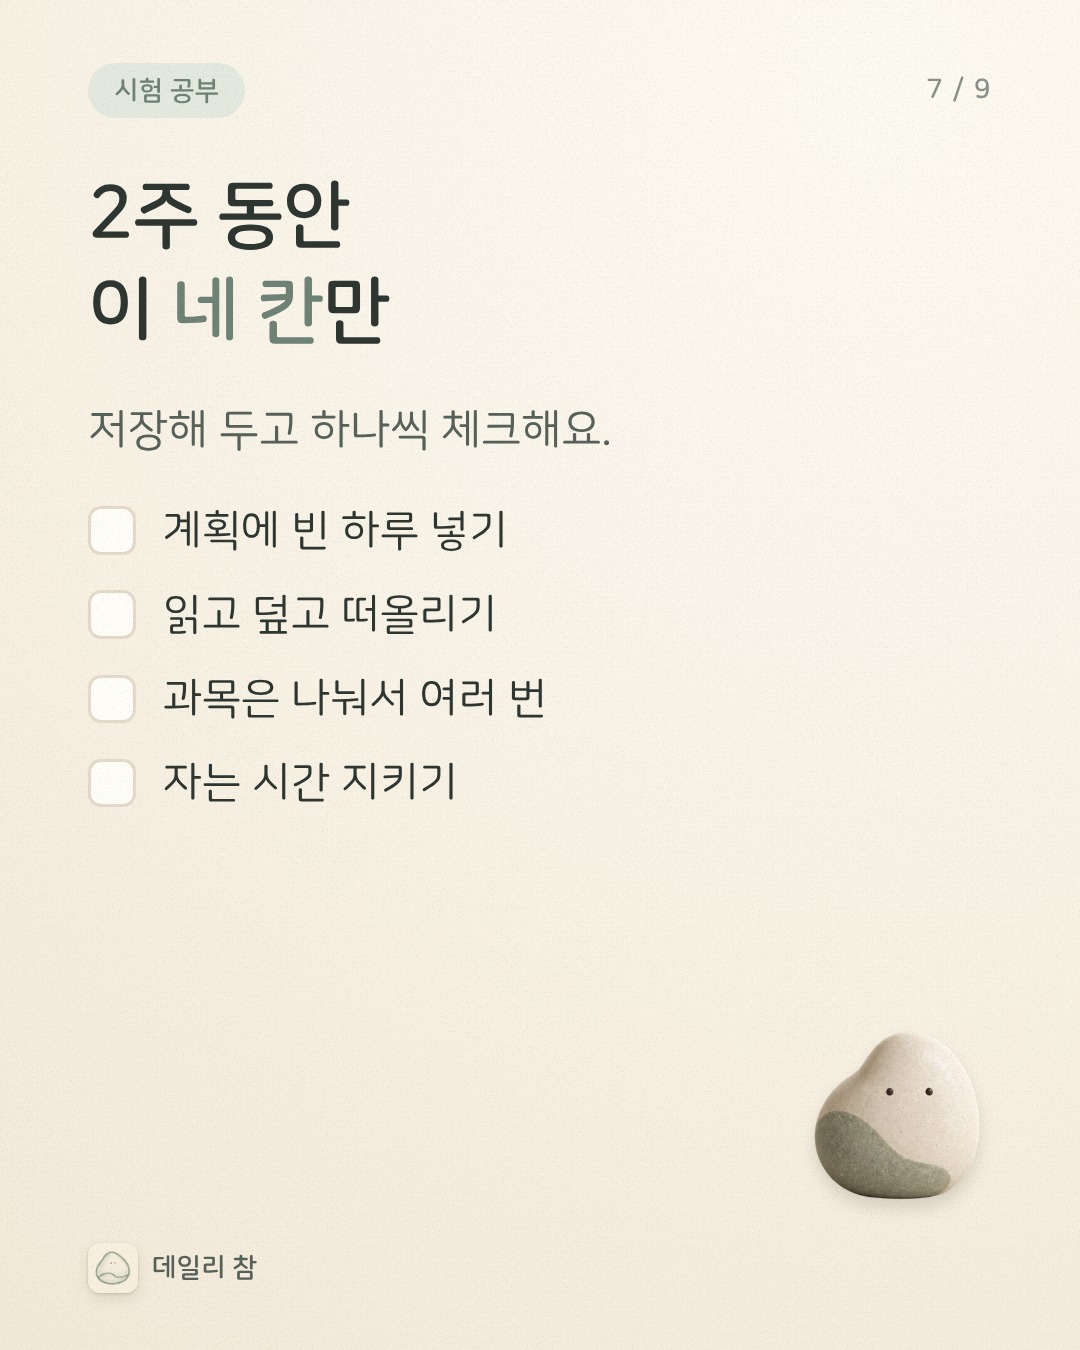 시험 공부
7 / 9
2주 동안
이 네 칸만
저장해 두고 하나씩 체크해요.
계획에 빈 하루 넣기
읽고 덮고 떠올리기
과목은 나눠서 여러 번
자는 시간 지키기
데일리 참